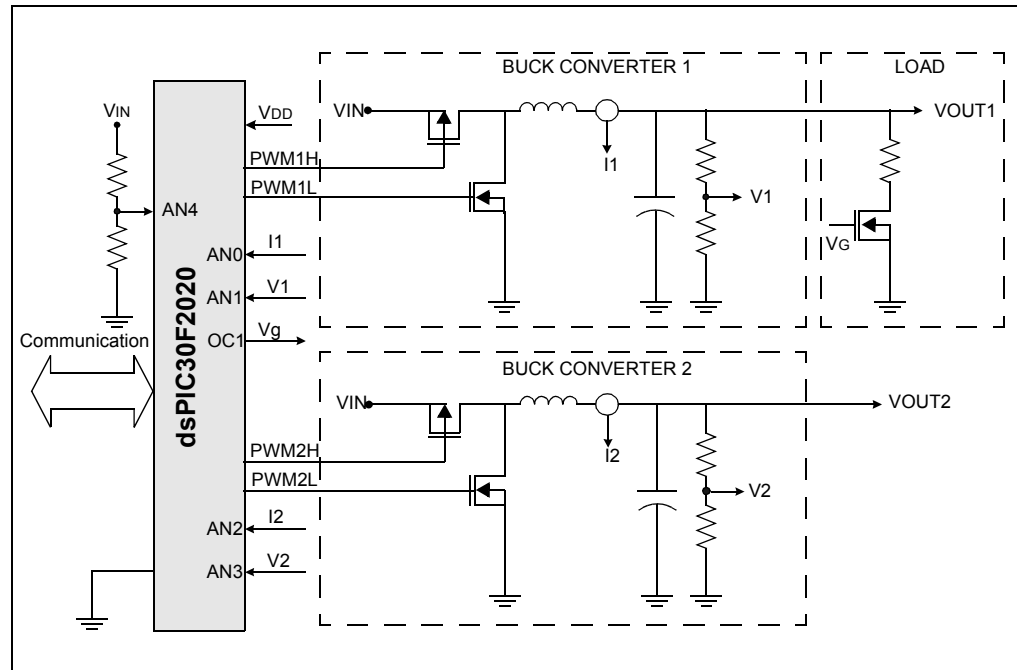 BUCK CONVERTER 1
LOAD
VIN
VDD
VIN
VOUT1
PWM1H
I1
PWM1L
V1
AN4
VG
AN0
I1
AN1
V1
Communication
OC1
Vg
dsPIC30F2020
BUCK CONVERTER 2
VIN
VOUT2
PWM2H
I2
PWM2L
V2
AN2
I2
AN3
V2